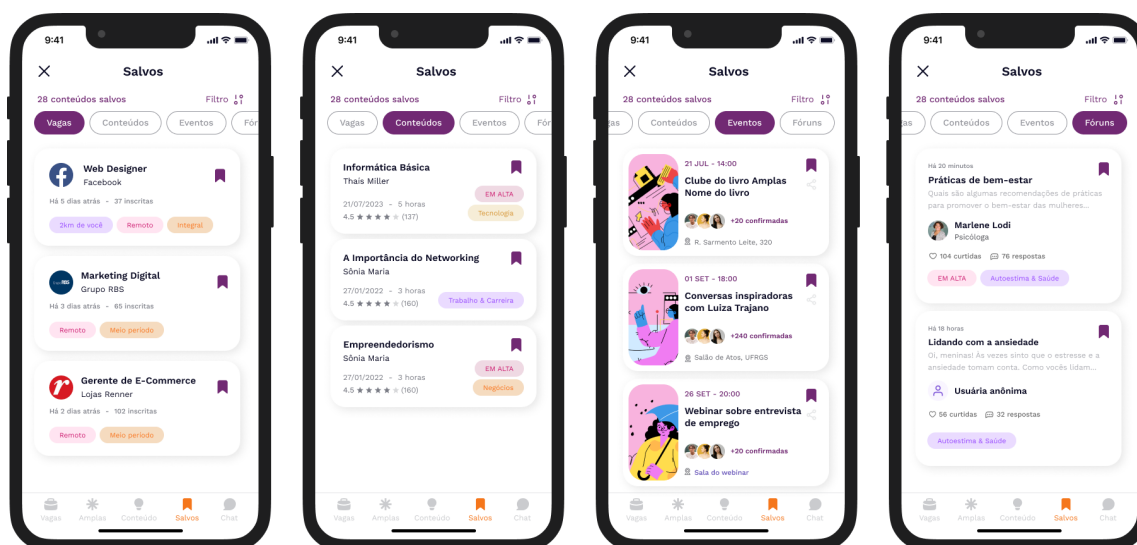 9:41
Salvos
28 conteúdos salvos Filtro
Vagas Conteúdos Eventos Fór
Web Designer
Facebook
Há 5 dias atrás - 37 inscritas
2km de você Remoto Integral
Marketing Digital
Grupo RBS
Há 3 dias atrás - 65 inscritas
Remoto Meio período
Gerente de E-Commerce
Lojas Renner
Há 2 dias atrás - 102 inscritas
Remoto Meio período
Vagas Amplas Conteúdo Salvos Chat
9:41
Salvos
28 conteúdos salvos Filtro
Vagas Conteúdos Eventos Fór
Informática Básica
Thais Miller
21/07/2023 - 5 horas
EM ALTA
4.5 ★★★★★ (137)
Tecnologia
A Importância do Networking
Sônia Maria
27/01/2022 - 3 horas
4.5 ★★★★★ (160)
Trabalho & Carreira
Empreendedorismo
Sônia Maria
EM ALTA
27/01/2022 - 3 horas
4.5 ★★★★★ (160)
Negócios
Vagas Amplas Conteúdo Salvos Chat
9:41
Salvos
28 conteúdos salvos Filtro
gas Conteúdos Eventos Fóruns
21 JUL - 14:00
Clube do livro Amplas
Nome do livro
+20 confirmadas
R. Sarmento Leite, 320
01 SET - 18:00
Conversas inspiradoras
com Luiza Trajano
+240 confirmadas
Salão de Atos, UFRGS
26 SET - 20:00
Webinar sobre entrevista
de emprego
+20 confirmadas
Sala do webinar
Vagas Amplas Conteúdo Salvos Chat
9:41
Salvos
28 conteúdos salvos Filtro
gas Conteúdos Eventos Fóruns
Há 20 minutos
Práticas de bem-estar
Quais são algumas recomendações de práticas
para promover o bem-estar das mulheres...
Marlene Lodi
Psicóloga
104 curtidas 76 respostas
EM ALTA Autoestima & Saúde
Há 18 horas
Lidando com a ansiedade
Oi, meninas! Às vezes sinto que o estresse e a
ansiedade tomam conta. Como vocês lidam...
Usuária anônima
56 curtidas 32 respostas
Autoestima & Saúde
Vagas Amplas Conteúdo Salvos Chat